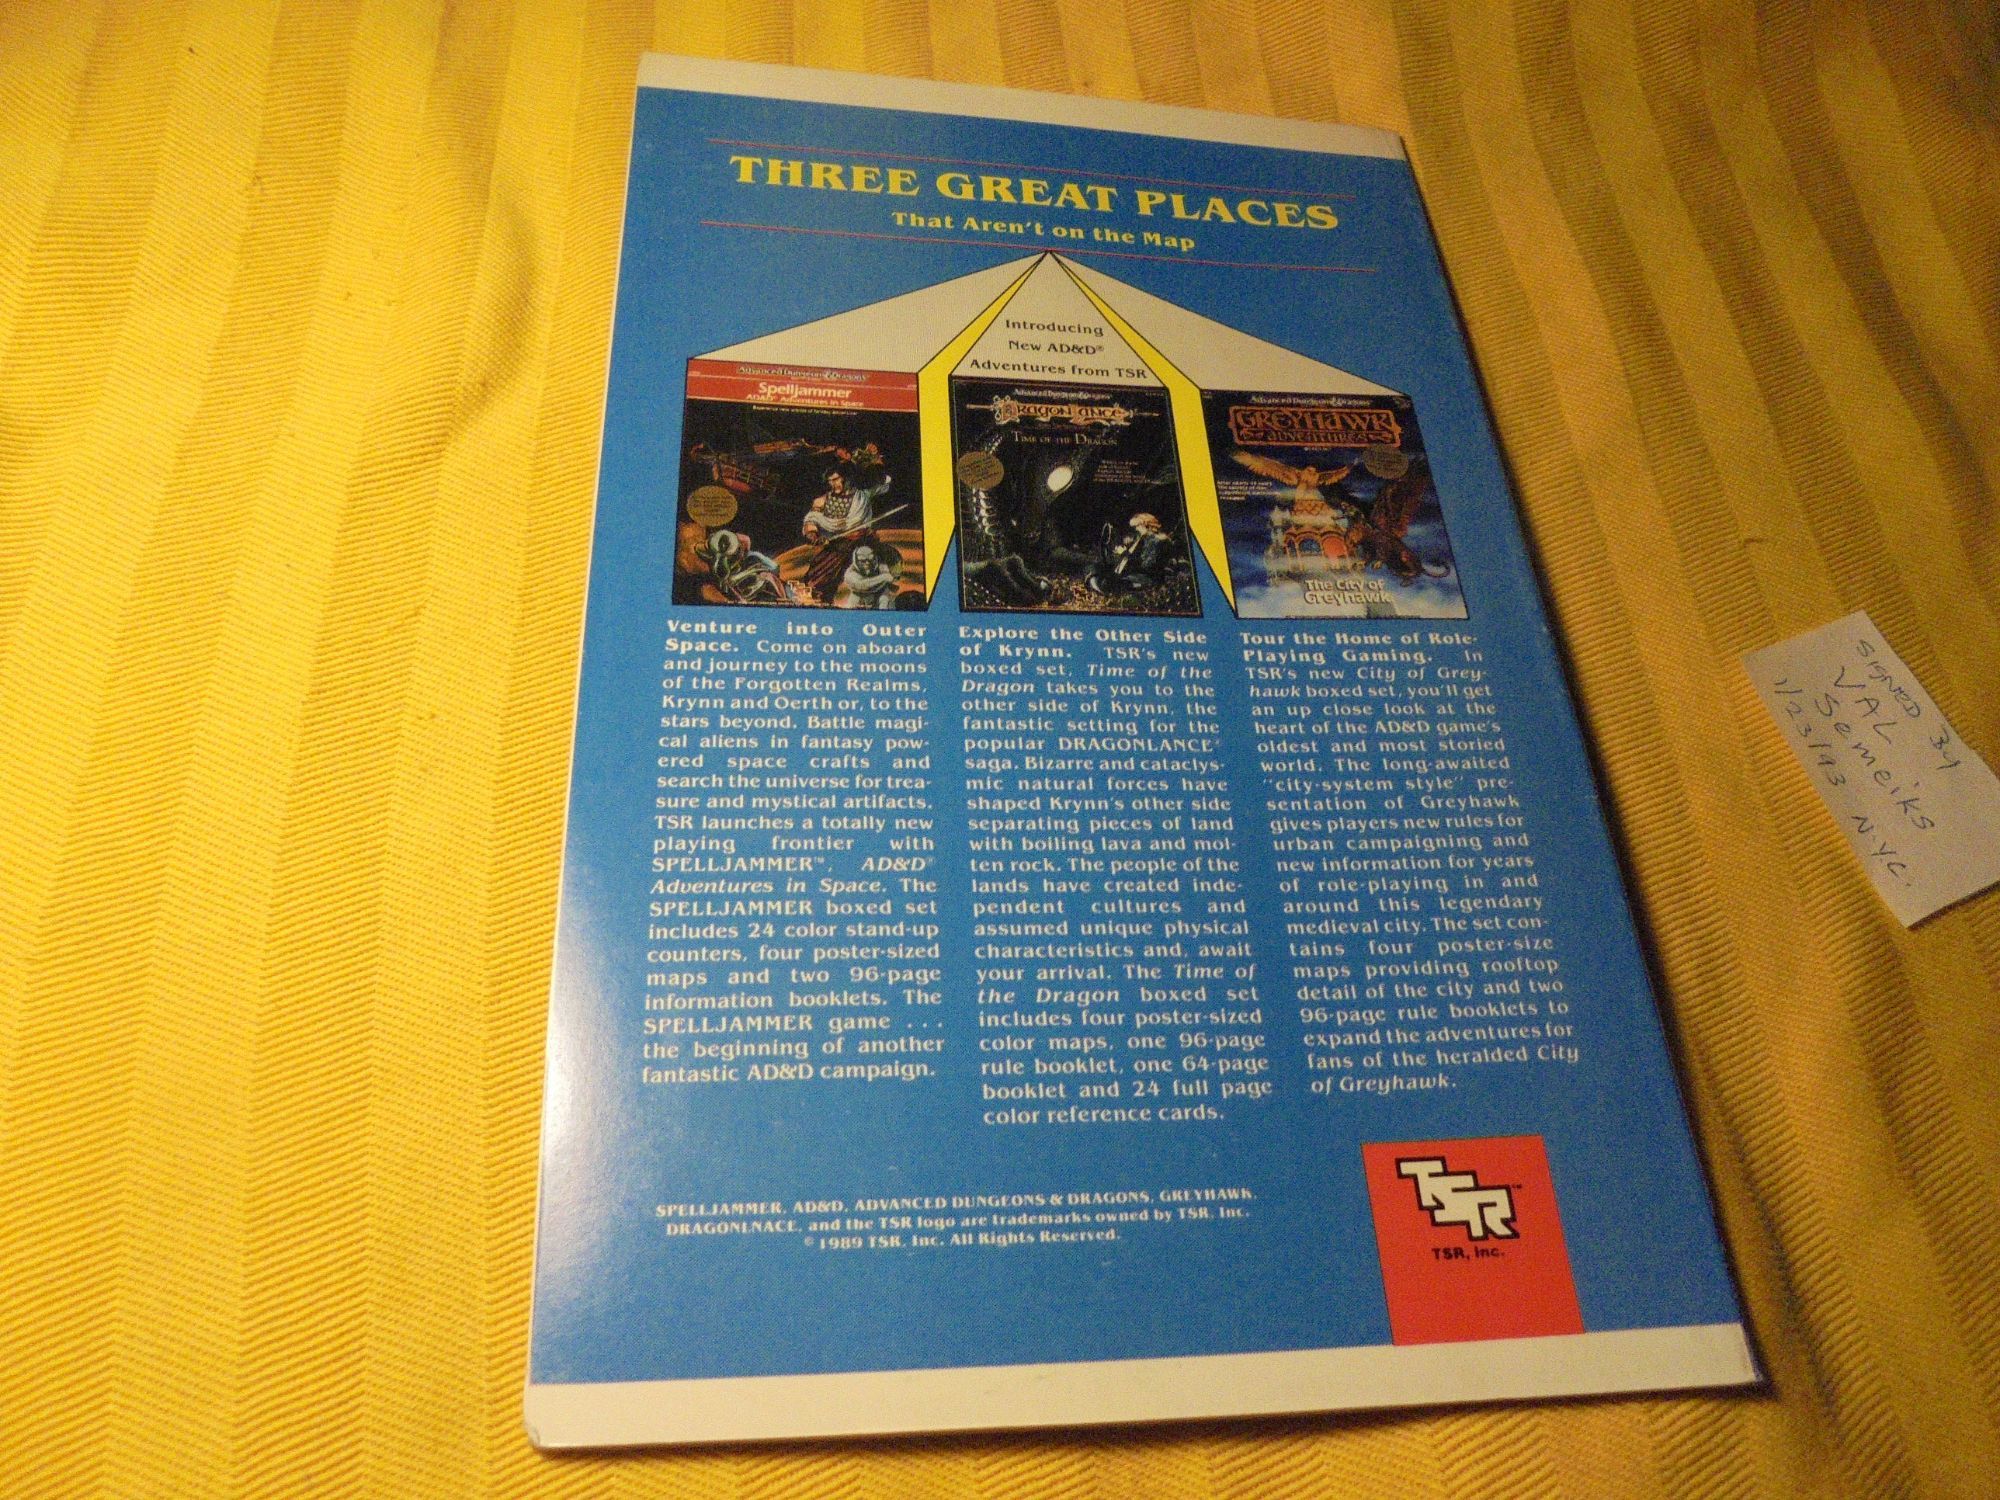 THREE GREAT PLACES
That Aren't on the Map
Introducing
New AD&D®
Adventures from TSR
Advanced Dungeons & Dragons
Spelljammer
AD&D® Adventures in Space
Advanced Dungeons & Dragons
DRAGONLANCE
TIME OF THE DRAGON
Advanced Dungeons & Dragons
GREYHAWK
ADVENTURES
The City of
Greyhawk
Venture into Outer
Space. Come on aboard
and journey to the moons
of the Forgotten Realms,
Krynn and Oerth or, to the
stars beyond. Battle magi-
cal aliens in fantasy pow-
ered space crafts and
search the universe for trea-
sure and mystical artifacts.
TSR launches a totally new
playing frontier with
SPELLJAMMER™, AD&D®
Adventures in Space. The
SPELLJAMMER boxed set
includes 24 color stand-up
counters, four poster-sized
maps and two 96-page
information booklets. The
SPELLJAMMER game . . .
the beginning of another
fantastic AD&D campaign.
Explore the Other Side
of Krynn. TSR's new
boxed set, Time of the
Dragon takes you to the
other side of Krynn, the
fantastic setting for the
popular DRAGONLANCE®
saga. Bizarre and cataclys-
mic natural forces have
shaped Krynn's other side
separating pieces of land
with boiling lava and mol-
ten rock. The people of the
lands have created inde-
pendent cultures and
assumed unique physical
characteristics and, await
your arrival. The Time of
the Dragon boxed set
includes four poster-sized
color maps, one 96-page
rule booklet, one 64-page
booklet and 24 full page
color reference cards.
Tour the Home of Role-
Playing Gaming. In
TSR's new City of Grey-
hawk boxed set, you'll get
an up close look at the
heart of the AD&D game's
oldest and most storied
world. The long-awaited
"city-system style" pre-
sentation of Greyhawk
gives players new rules for
urban campaigning and
new information for years
of role-playing in and
around this legendary
medieval city. The set con-
tains four poster-size
maps providing rooftop
detail of the city and two
96-page rule booklets to
expand the adventures for
fans of the heralded City
of Greyhawk.
SPELLJAMMER, AD&D, ADVANCED DUNGEONS & DRAGONS, GREYHAWK,
DRAGONLNACE, and the TSR logo are trademarks owned by TSR, Inc.
© 1989 TSR, Inc. All Rights Reserved.
TSR™
TSR, Inc.
SIGNED BY
VAL
Semeiks
1/23/93 N.Y.C.